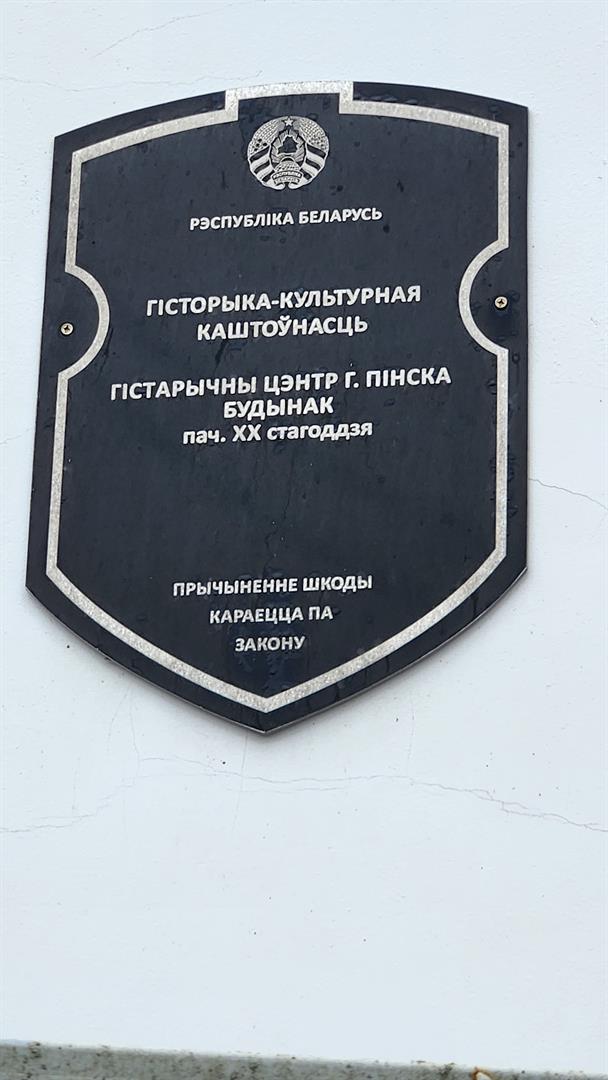 РЭСПУБЛІКА БЕЛАРУСЬ
ГІСТОРЫКА-КУЛЬТУРНАЯ
КАШТОЎНАСЦЬ
ГІСТАРЫЧНЫ ЦЭНТР Г. ПІНСКА
БУДЫНАК
пач. XX стагоддзя
ПРЫЧЫНЕННЕ ШКОДЫ
КАРАЕЦЦА ПА
ЗАКОНУ